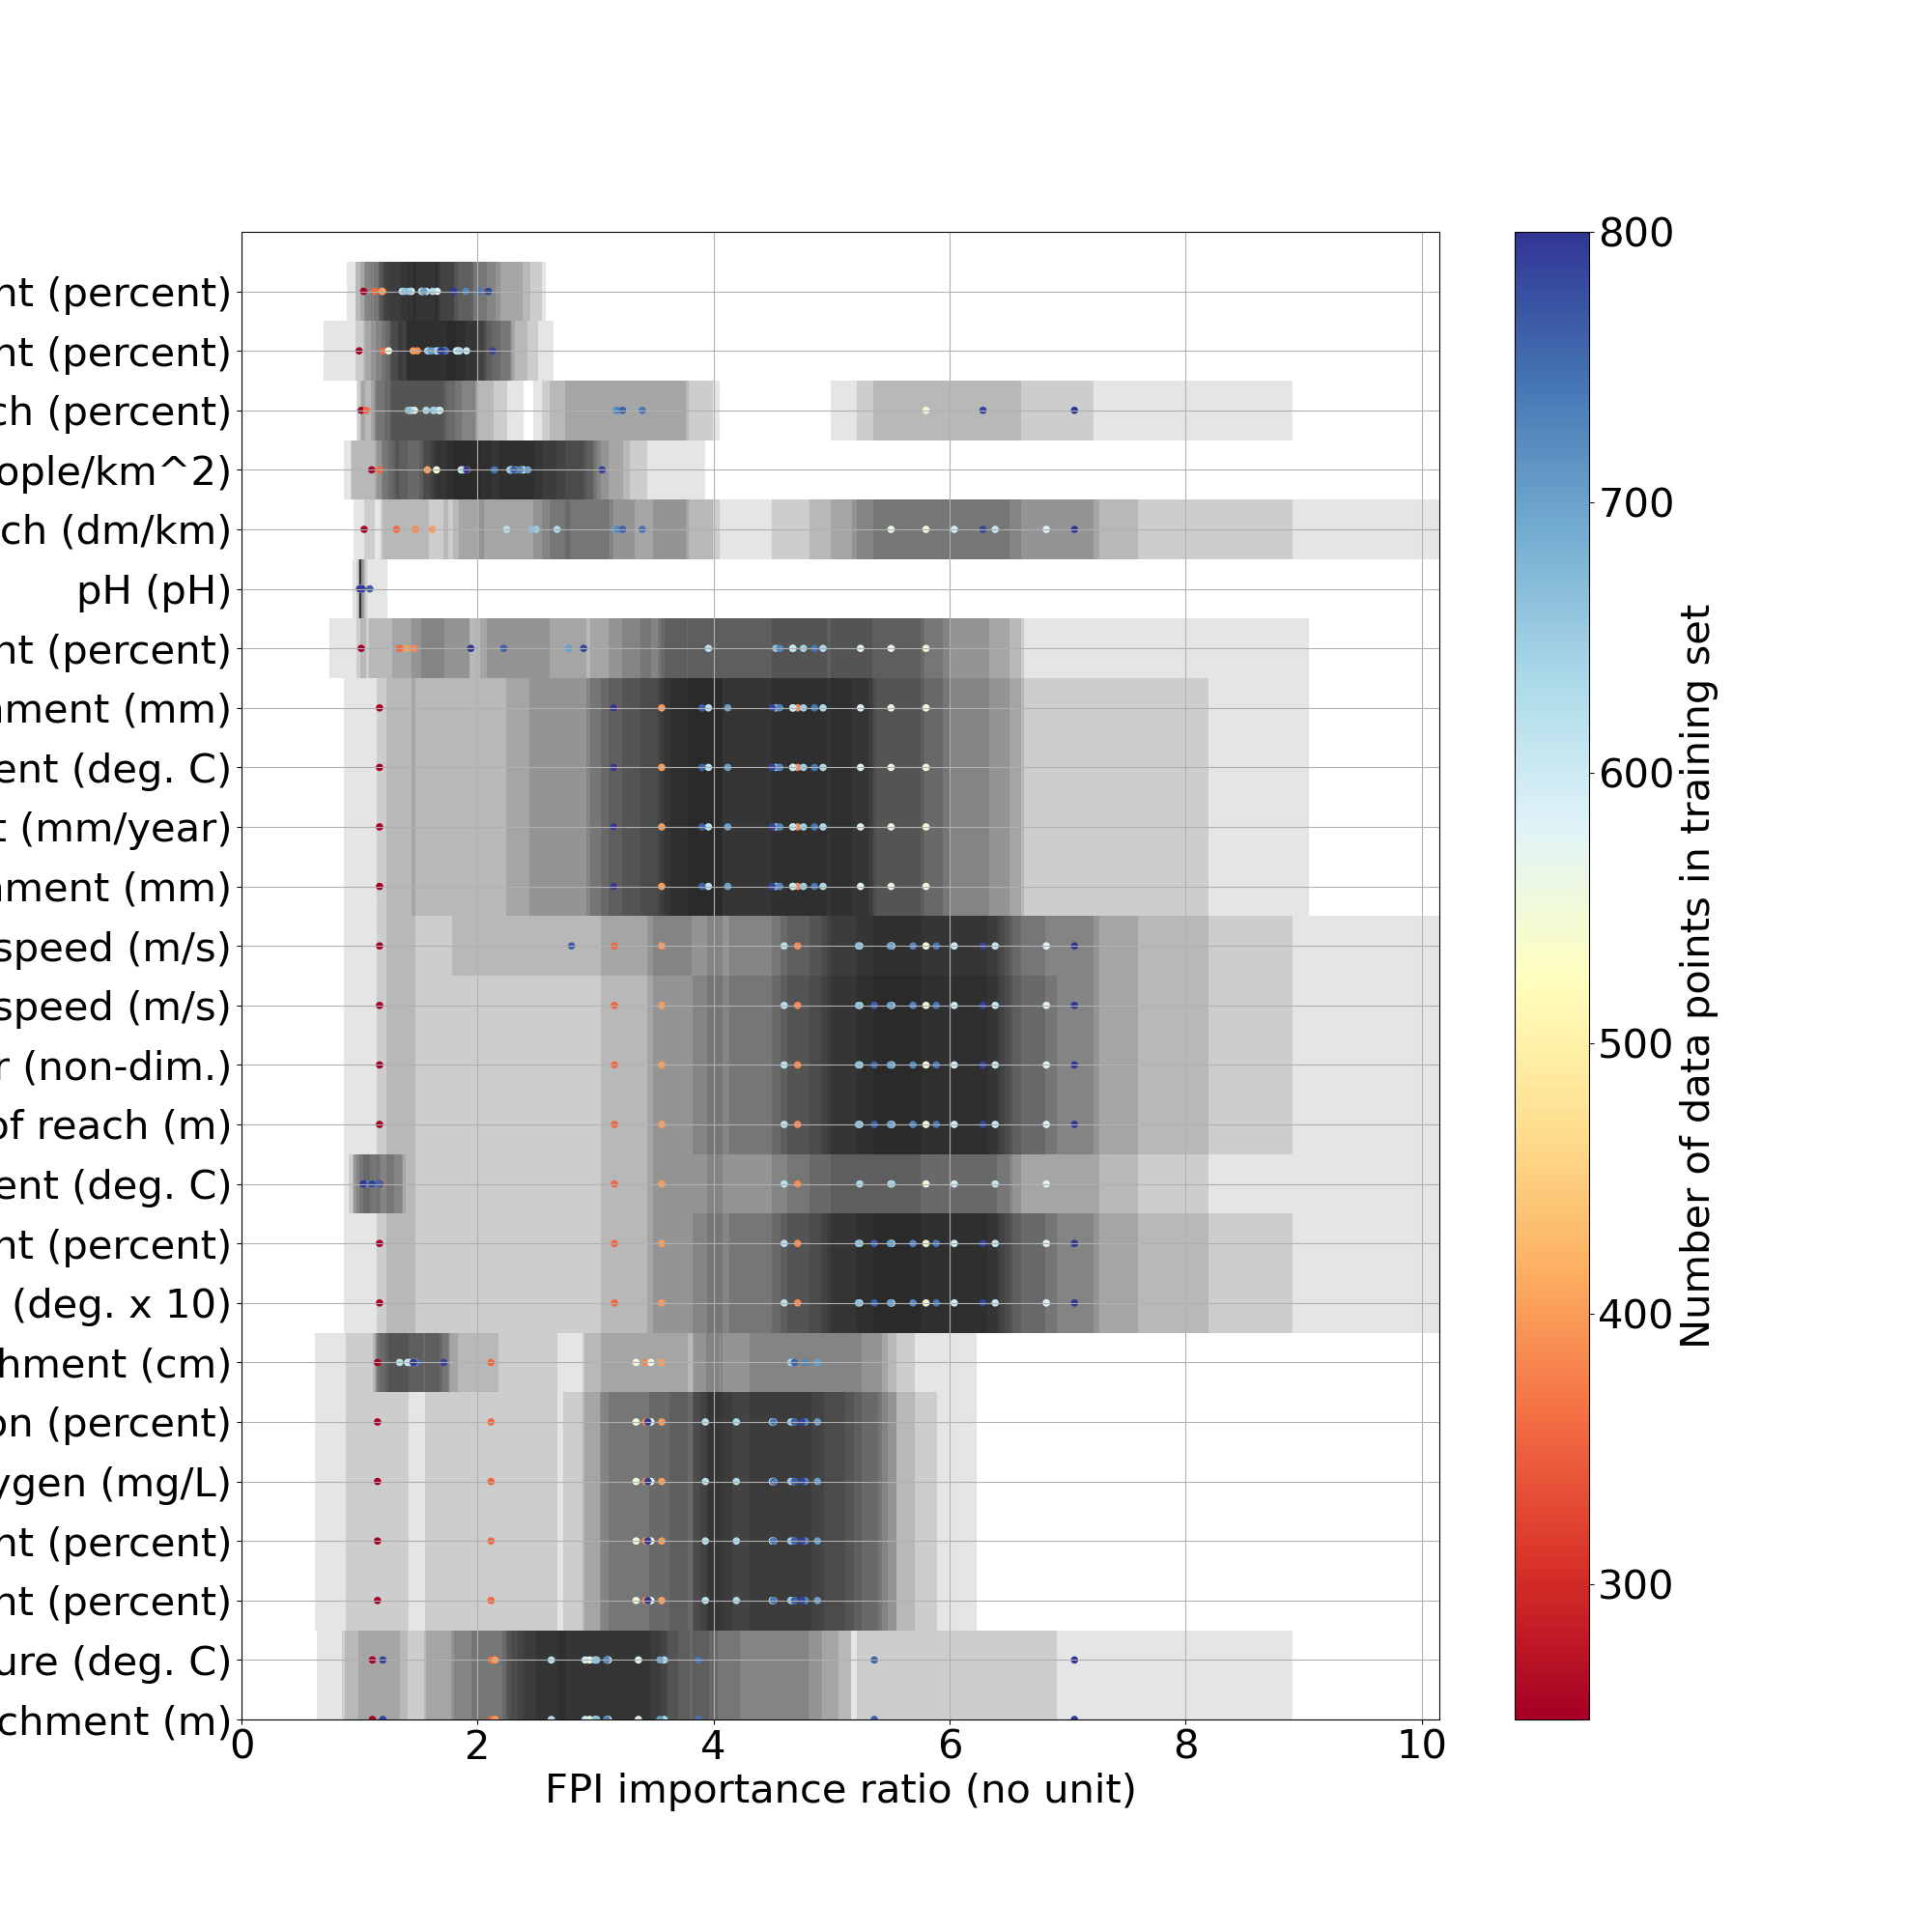 nt (percent)
nt (percent)
ch (percent)
ople/km^2)
ch (dm/km)
pH (pH)
nt (percent)
ment (mm)
ent (deg. C)
t (mm/year)
ment (mm)
speed (m/s)
speed (m/s)
r (non-dim.)
of reach (m)
ent (deg. C)
nt (percent)
(deg. x 10)
hment (cm)
on (percent)
ygen (mg/L)
nt (percent)
nt (percent)
ure (deg. C)
chment (m)
0 2 4 6 8 10
FPI importance ratio (no unit)
800
700
600
500
400
300
Number of data points in training set